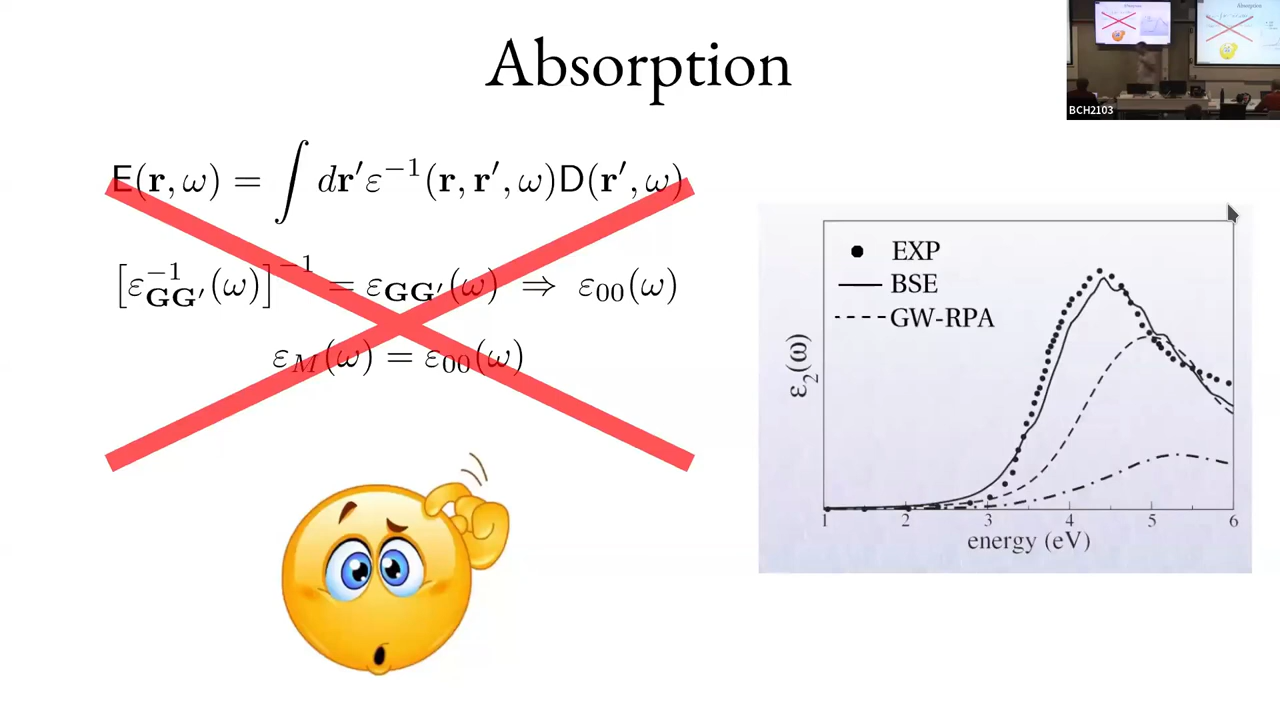 Absorption
E(r, ω) = ∫ dr′ε⁻¹(r, r′, ω)D(r′, ω)
[ε⁻¹_GG′(ω)]⁻¹ = ε_GG′(ω) ⇒ ε₀₀(ω)
ε_M(ω) = ε₀₀(ω)
EXP
BSE
GW-RPA
ε₂(ω)
1 2 3 4 5 6
energy (eV)
BCH2103